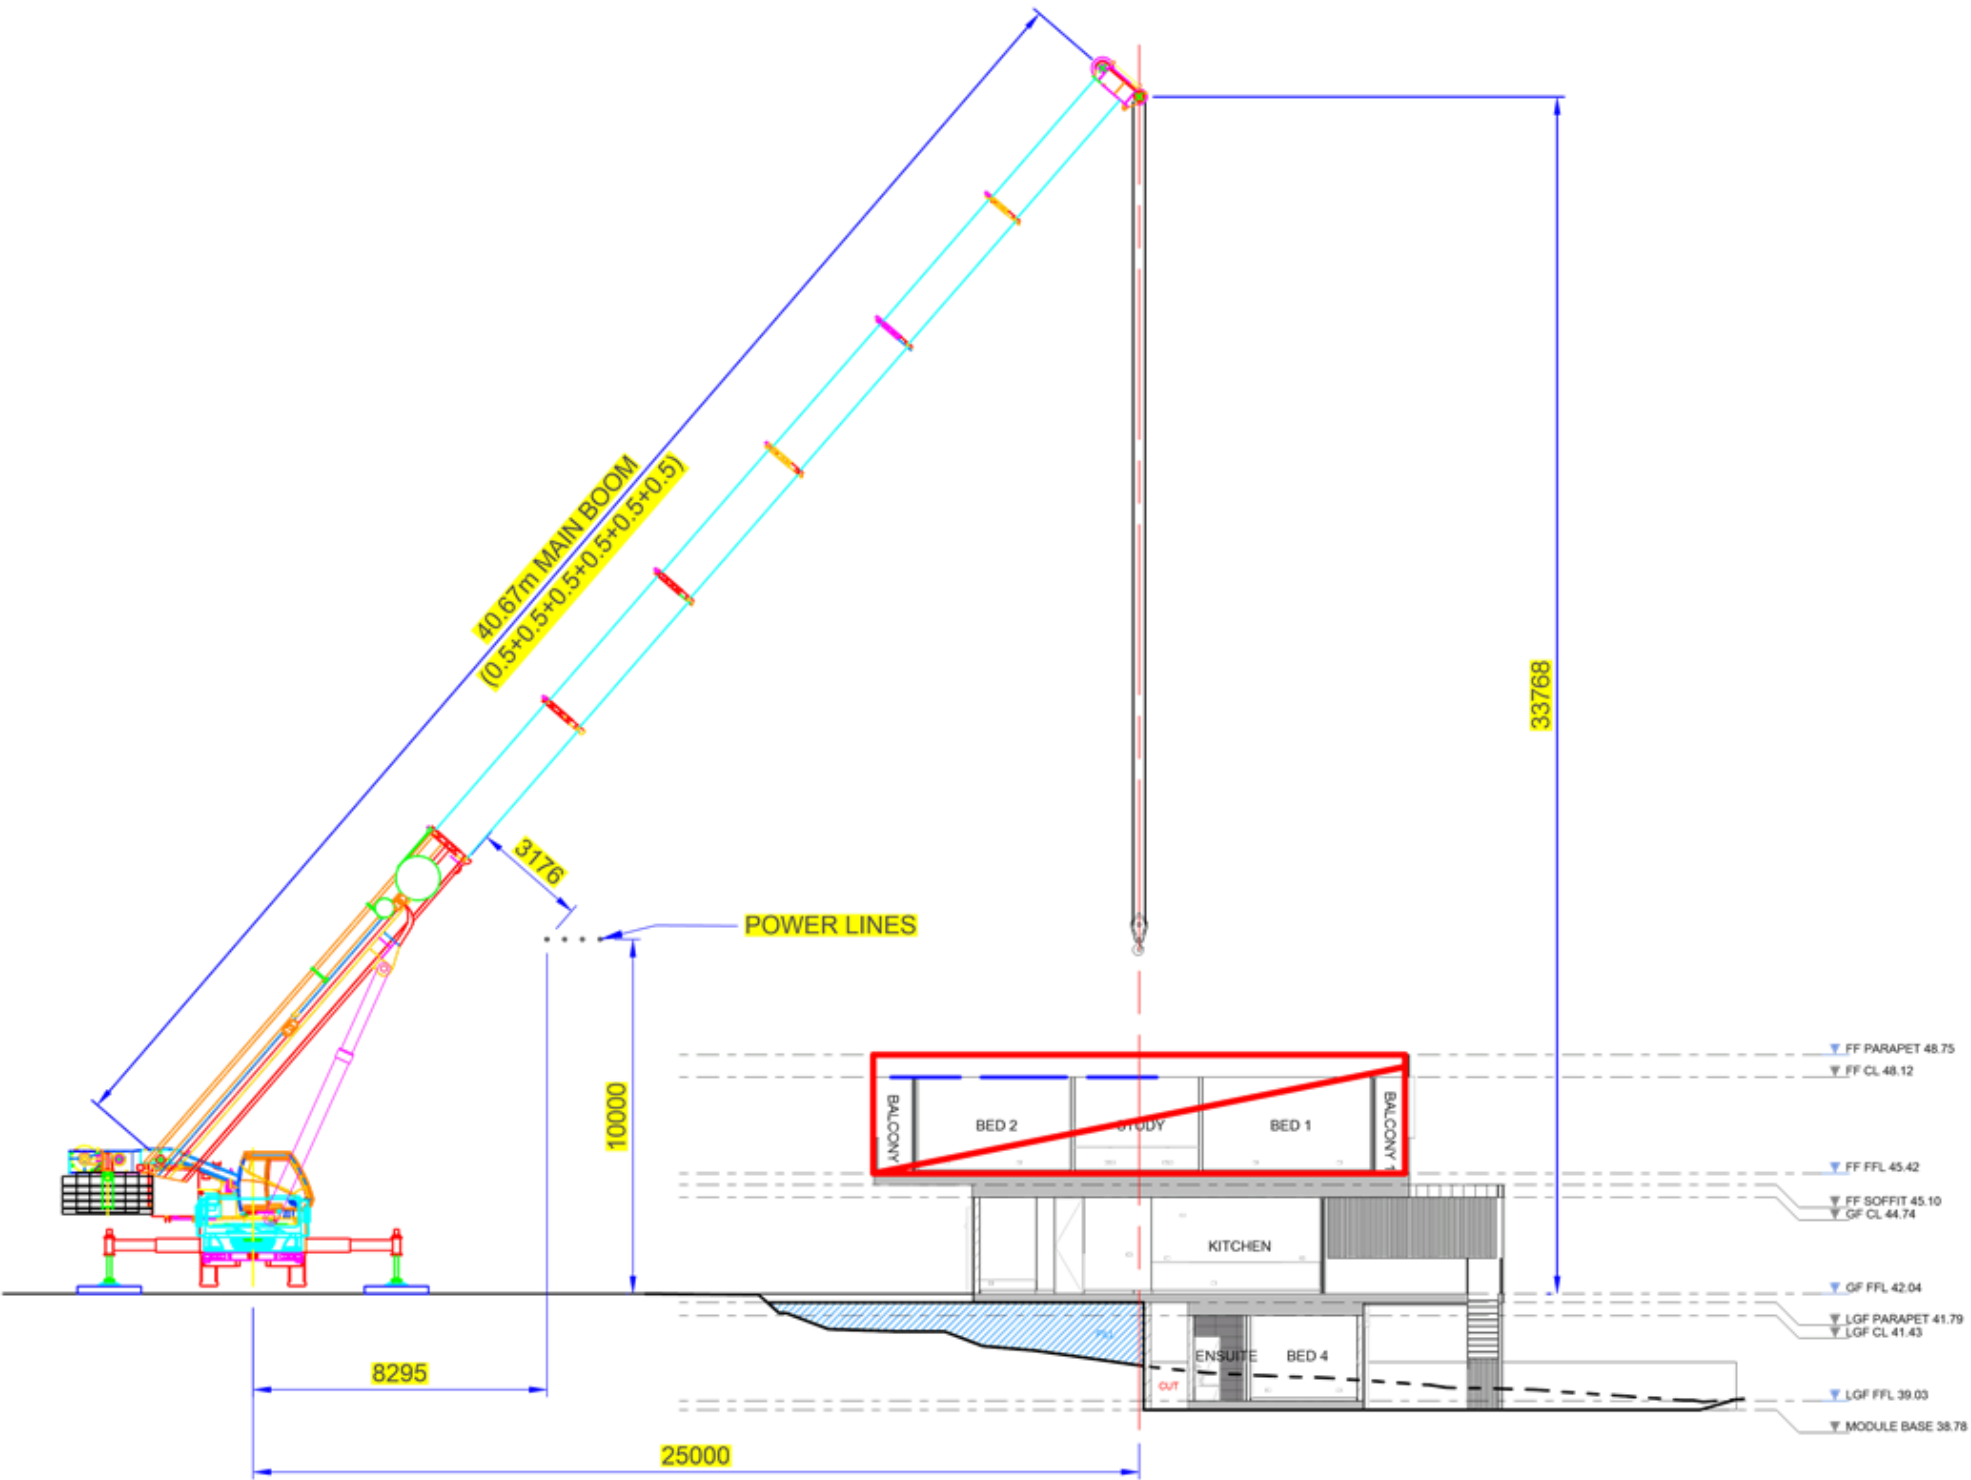 40.67m MAIN BOOM
(0.5+0.5+0.5+0.5+0.5+0.5)
33768
3176
POWER LINES
10000
FF PARAPET 48.75
FF CL 48.12
BALCONY
BED 2
STUDY
BED 1
BALCONY 1
FF FFL 45.42
FF SOFFIT 45.10
GF CL 44.74
KITCHEN
GF FFL 42.04
LGF PARAPET 41.79
LGF CL 41.43
FILL
ENSUITE
BED 4
CUT
8295
LGF FFL 39.03
MODULE BASE 38.78
25000